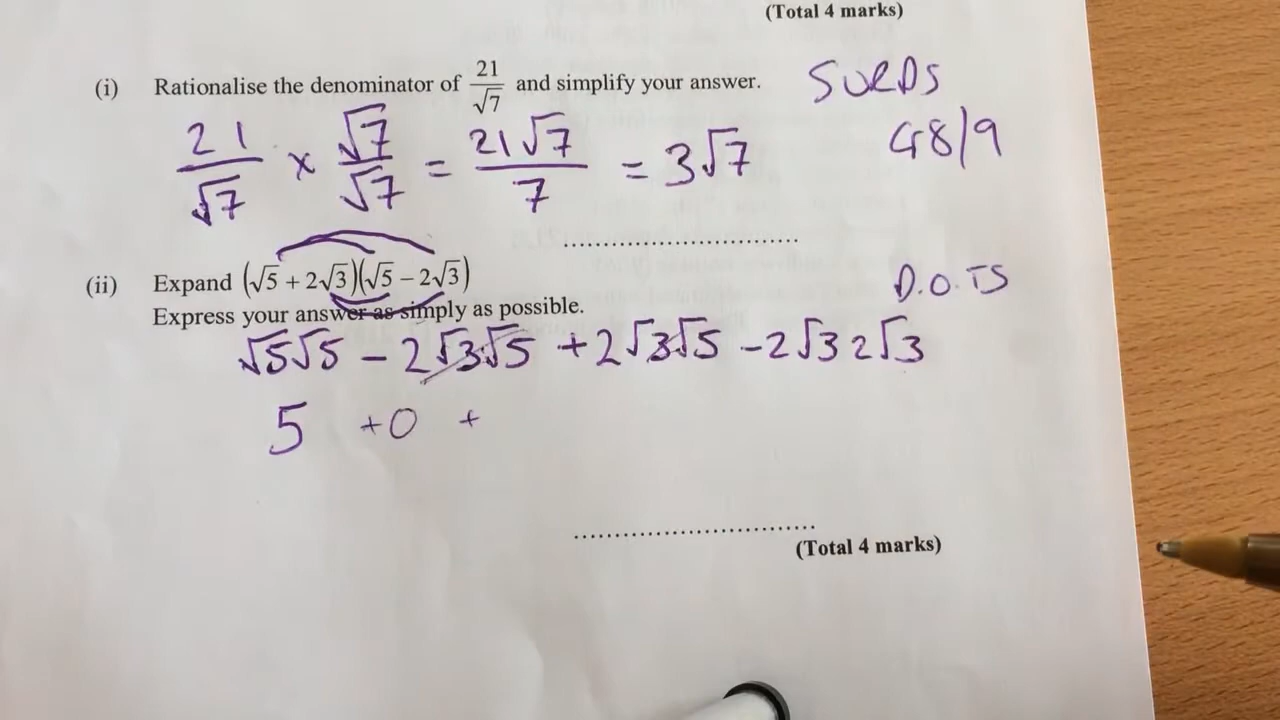 (Total 4 marks)
(i) Rationalise the denominator of 21/√7 and simplify your answer.
SURDS
G8/9
21/√7 × √7/√7 = 21√7/7 = 3√7
(ii) Expand (√5 + 2√3)(√5 − 2√3)
D.O.TS
Express your answer as simply as possible.
√5√5 − 2√3√5 + 2√3√5 − 2√3 2√3
5 +0 +
(Total 4 marks)